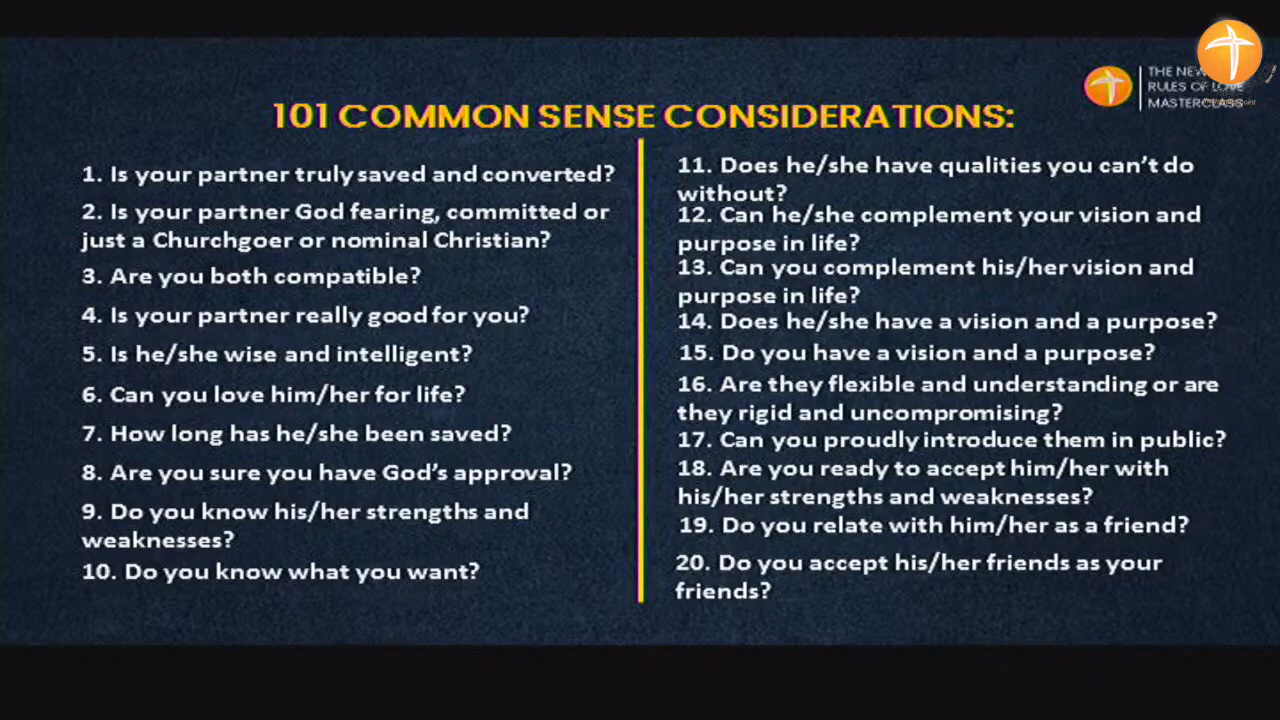 THE NEW
RULES OF LOVE
MASTERCLASS
101 COMMON SENSE CONSIDERATIONS:
1. Is your partner truly saved and converted?
2. Is your partner God fearing, committed or
just a Churchgoer or nominal Christian?
3. Are you both compatible?
4. Is your partner really good for you?
5. Is he/she wise and intelligent?
6. Can you love him/her for life?
7. How long has he/she been saved?
8. Are you sure you have God's approval?
9. Do you know his/her strengths and
weaknesses?
10. Do you know what you want?
11. Does he/she have qualities you can't do
without?
12. Can he/she complement your vision and
purpose in life?
13. Can you complement his/her vision and
purpose in life?
14. Does he/she have a vision and a purpose?
15. Do you have a vision and a purpose?
16. Are they flexible and understanding or are
they rigid and uncompromising?
17. Can you proudly introduce them in public?
18. Are you ready to accept him/her with
his/her strengths and weaknesses?
19. Do you relate with him/her as a friend?
20. Do you accept his/her friends as your
friends?